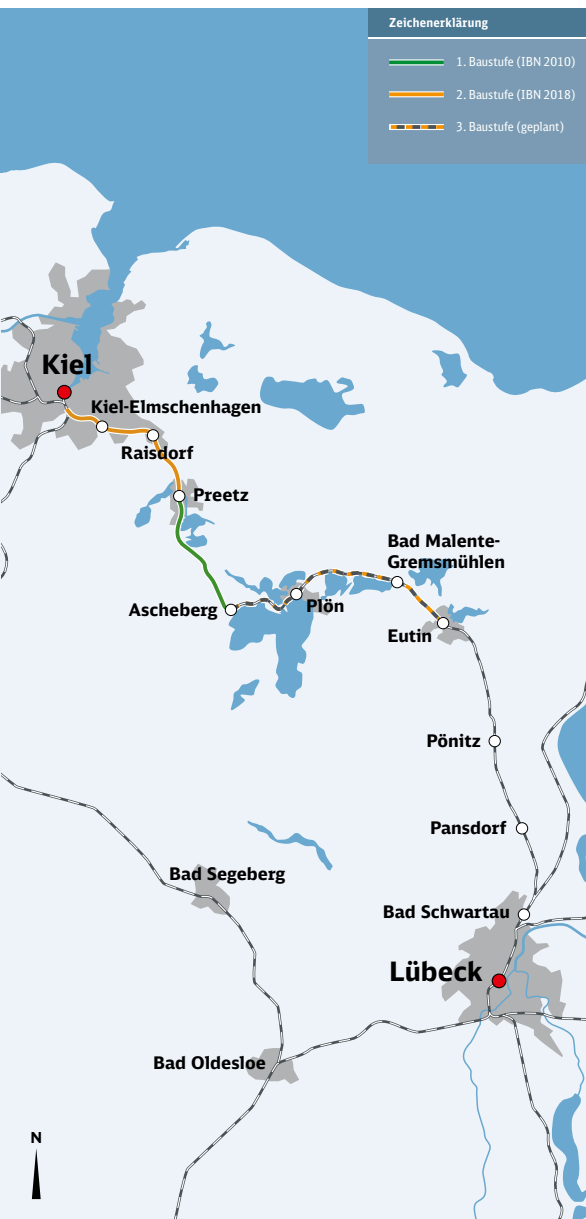 Zeichenerklärung
1. Baustufe (IBN 2010)
2. Baustufe (IBN 2018)
3. Baustufe (geplant)
Kiel
Kiel-Elmschenhagen
Raisdorf
Preetz
Bad Malente-
Gremsmühlen
Ascheberg
Plön
Eutin
Pönitz
Pansdorf
Bad Segeberg
Bad Schwartau
Lübeck
Bad Oldesloe
N